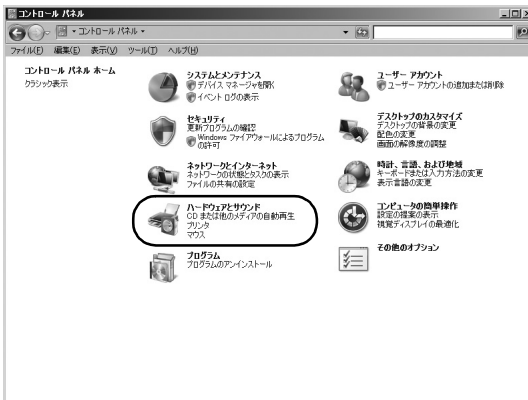 コントロール パネル
コントロール パネル
ファイル(F) 編集(E) 表示(V) ツール(T) ヘルプ(H)
コントロール パネル ホーム
クラシック表示
システムとメンテナンス
デバイス マネージャを開く
イベント ログの表示
セキュリティ
更新プログラムの確認
Windows ファイアウォールによるプログラム
の許可
ネットワークとインターネット
ネットワークの状態とタスクの表示
ファイルの共有の設定
ハードウェアとサウンド
CD または他のメディアの自動再生
プリンタ
マウス
プログラム
プログラムのアンインストール
ユーザー アカウント
ユーザー アカウントの追加または削除
デスクトップのカスタマイズ
デスクトップの背景の変更
配色の変更
画面の解像度の調整
時計、言語、および地域
キーボードまたは入力方法の変更
表示言語の変更
コンピュータの簡単操作
設定の提案の表示
視覚ディスプレイの最適化
その他のオプション